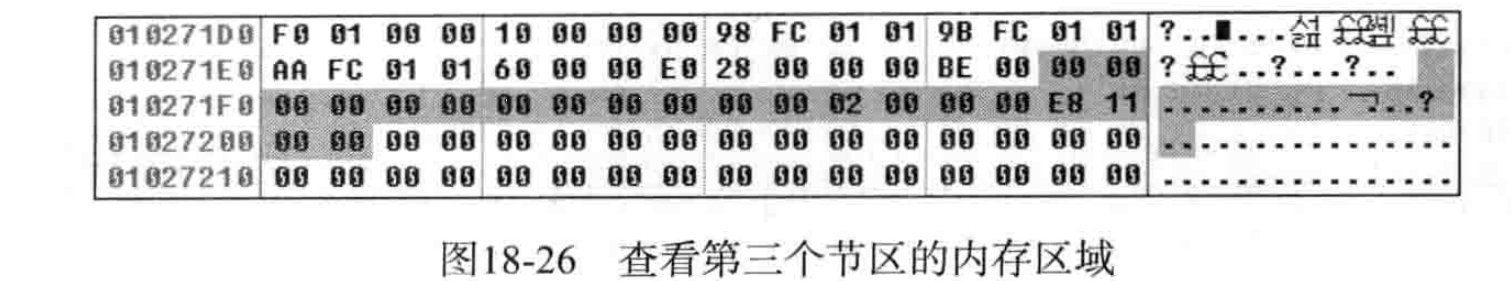 010271D0 F0 01 00 00 10 00 00 00 98 FC 01 01 9B FC 01 01 ?..■...섧 ££옙 ££
010271E0 AA FC 01 01 60 00 00 E0 28 00 00 00 BE 00 00 00 ? ££..?...?..
010271F0 00 00 00 00 00 00 00 00 00 00 02 00 00 00 E8 11 ..........ㄱ..?
01027200 00 00 00 00 00 00 00 00 00 00 00 00 00 00 00 00 ................
01027210 00 00 00 00 00 00 00 00 00 00 00 00 00 00 00 00 ................
图18-26 查看第三个节区的内存区域